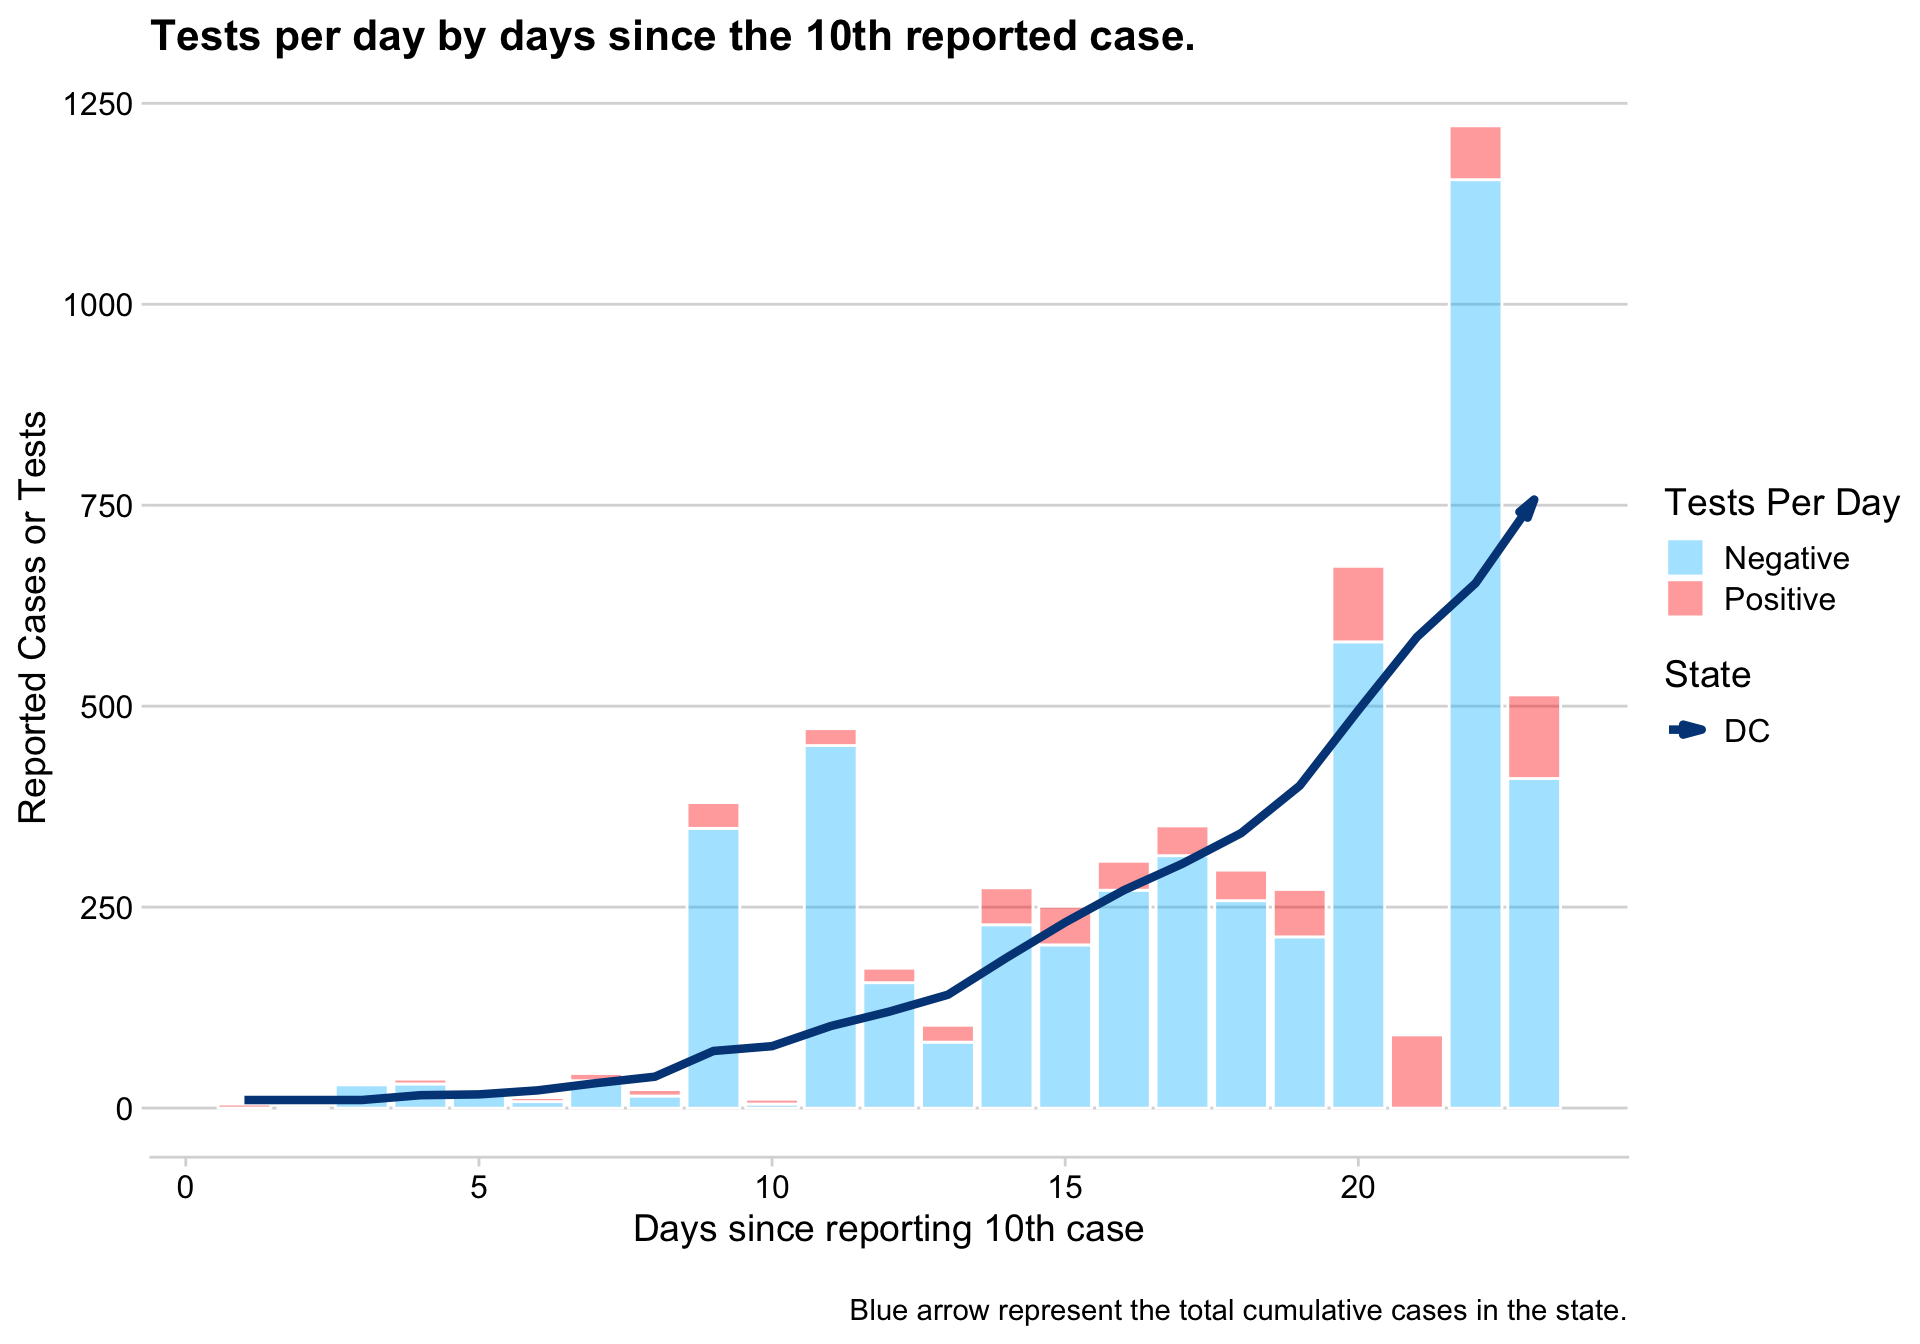 Tests per day by days since the 10th reported case.
1250
1000
750
500
250
0
Reported Cases or Tests
0 5 10 15 20
Days since reporting 10th case
Tests Per Day
Negative
Positive
State
DC
Blue arrow represent the total cumulative cases in the state.